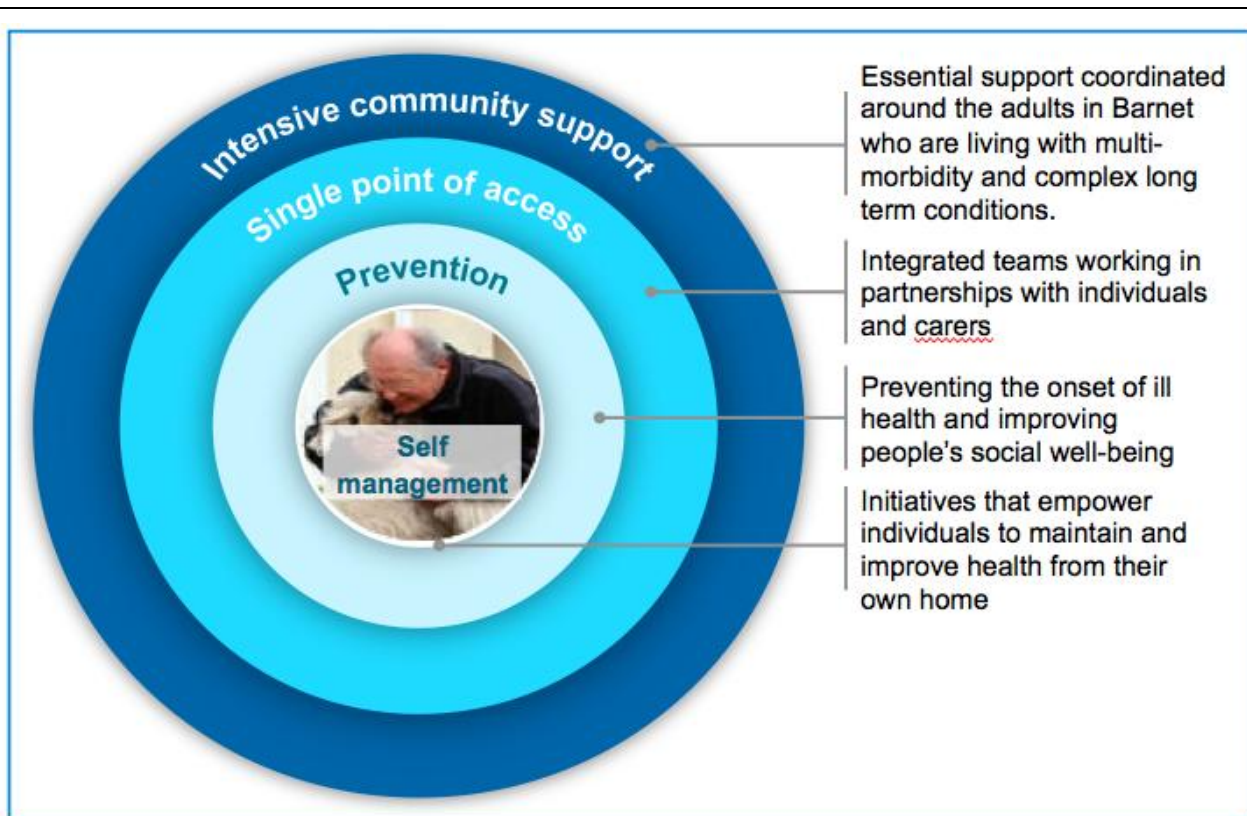 Intensive community support
Single point of access
Prevention
Self
management
Essential support coordinated
around the adults in Barnet
who are living with multi-
morbidity and complex long
term conditions.
Integrated teams working in
partnerships with individuals
and carers
Preventing the onset of ill
health and improving
people's social well-being
Initiatives that empower
individuals to maintain and
improve health from their
own home